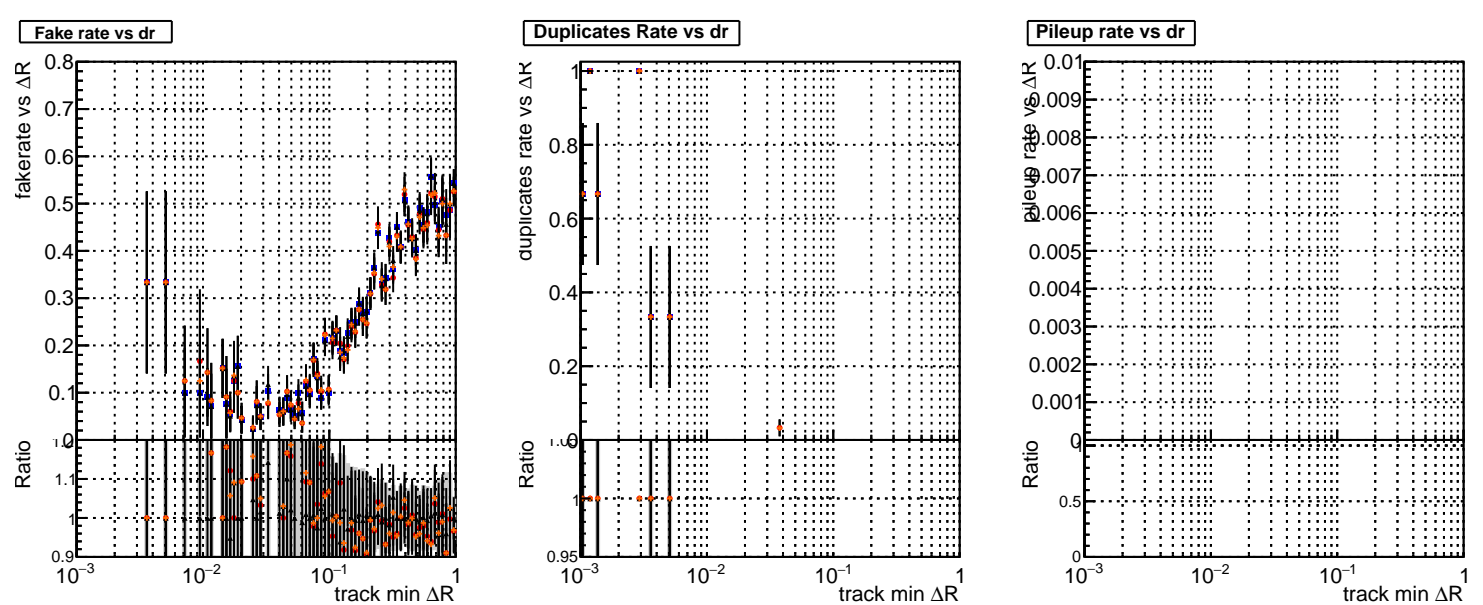 Fake rate vs dr
fakerate vs ΔR
0.8
0.7
0.6
0.5
0.4
0.3
0.2
0.1
0
Ratio
1.1
1
0.9
10⁻³ 10⁻² 10⁻¹ 1
track min ΔR
Duplicates Rate vs dr
duplicates rate vs ΔR
1
0.8
0.6
0.4
0.2
0
Ratio
1
0.95
10⁻³ 10⁻² 10⁻¹ 1
track min ΔR
Pileup rate vs dr
pileup rate vs ΔR
0.01
0.009
0.008
0.007
0.006
0.005
0.004
0.003
0.002
0.001
0
Ratio
1
0.5
0
10⁻³ 10⁻² 10⁻¹ 1
track min ΔR